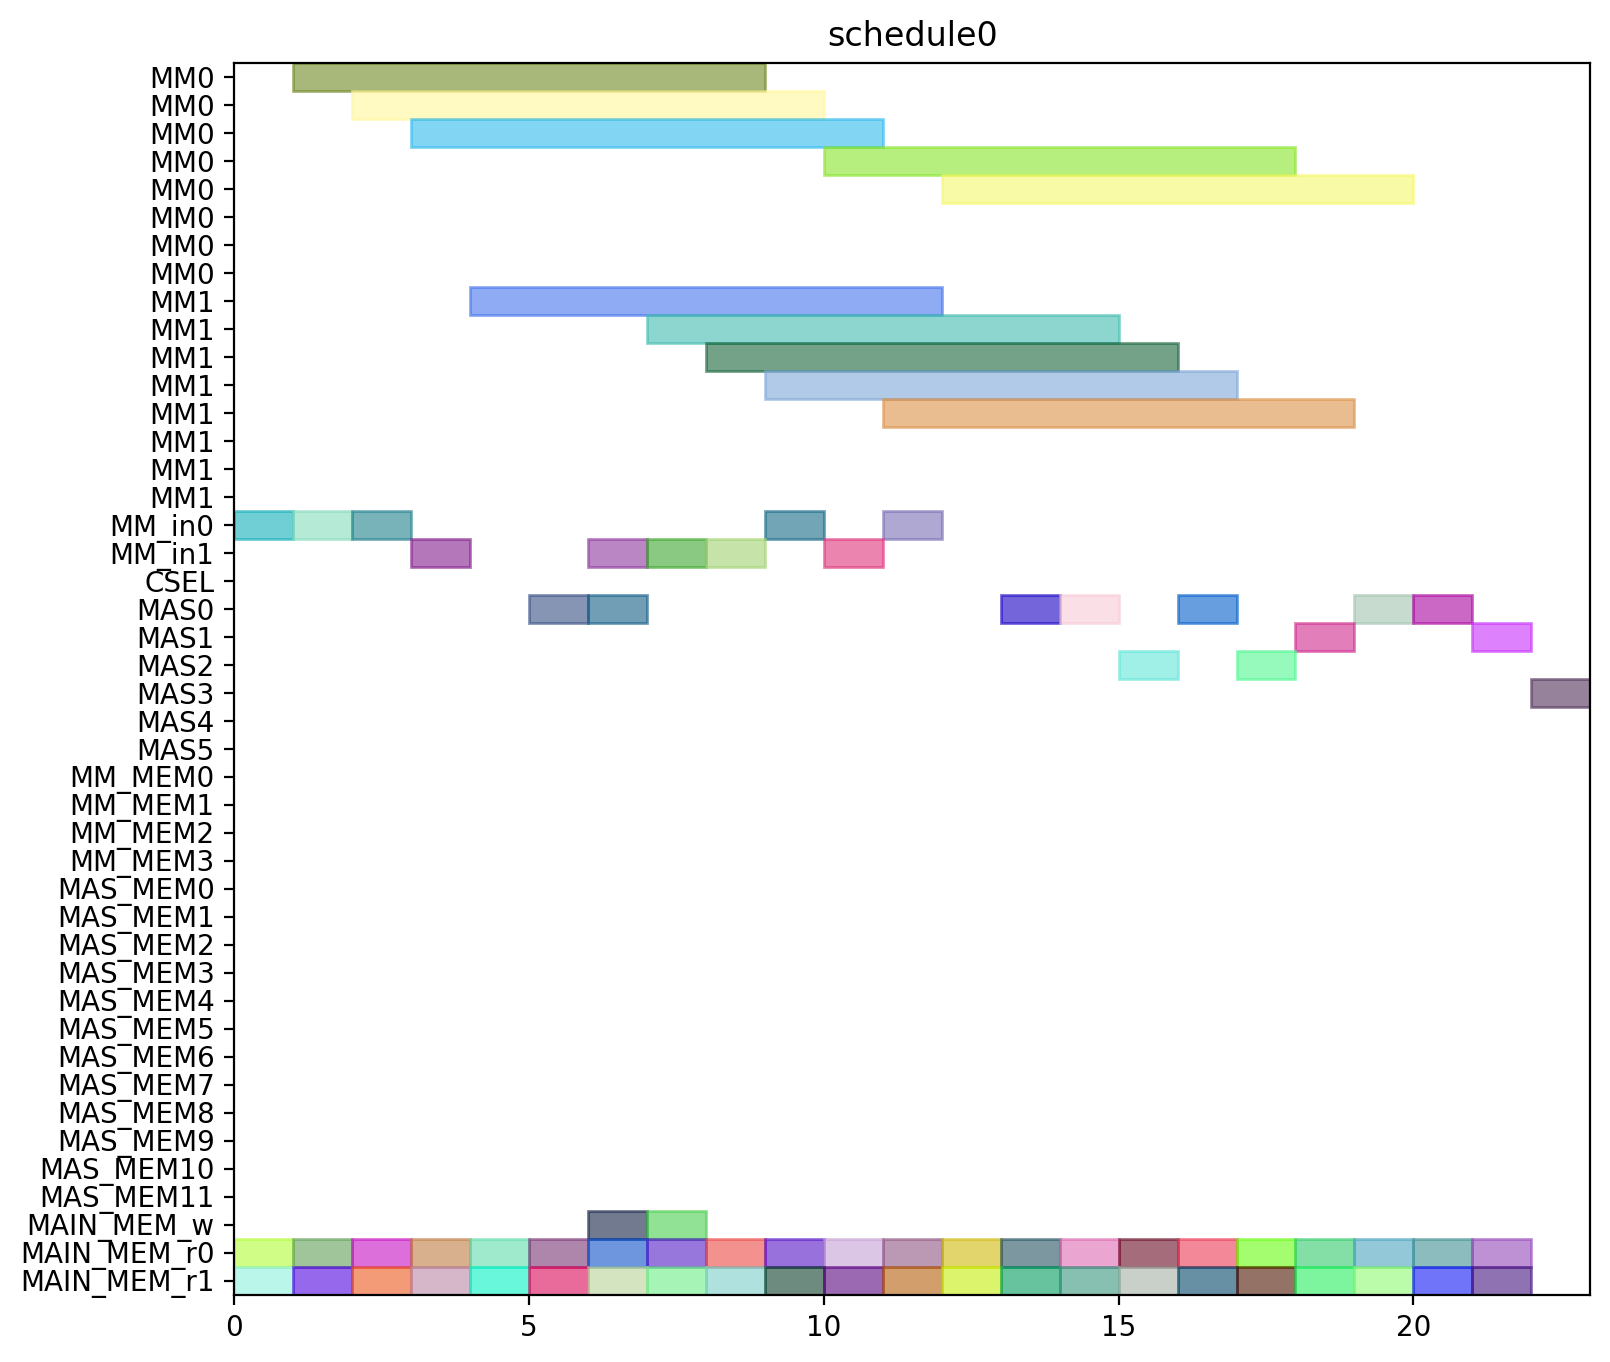 schedule0
MM0
MM0
MM0
MM0
MM0
MM0
MM0
MM0
MM1
MM1
MM1
MM1
MM1
MM1
MM1
MM1
MM_in0
MM_in1
CSEL
MAS0
MAS1
MAS2
MAS3
MAS4
MAS5
MM_MEM0
MM_MEM1
MM_MEM2
MM_MEM3
MAS_MEM0
MAS_MEM1
MAS_MEM2
MAS_MEM3
MAS_MEM4
MAS_MEM5
MAS_MEM6
MAS_MEM7
MAS_MEM8
MAS_MEM9
MAS_MEM10
MAS_MEM11
MAIN_MEM_w
MAIN_MEM_r0
MAIN_MEM_r1
0 5 10 15 20